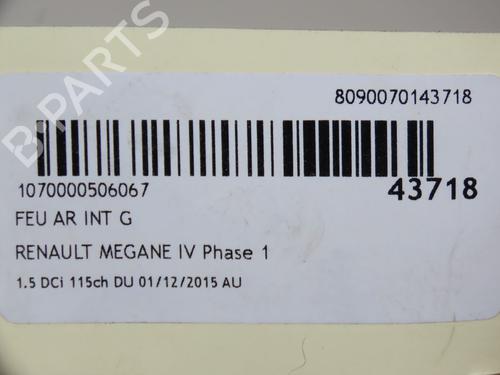 8090070143718
1070000506067
43718
FEU AR INT G
RENAULT MEGANE IV Phase 1
1.5 DCi 115ch DU 01/12/2015 AU
B PARTS